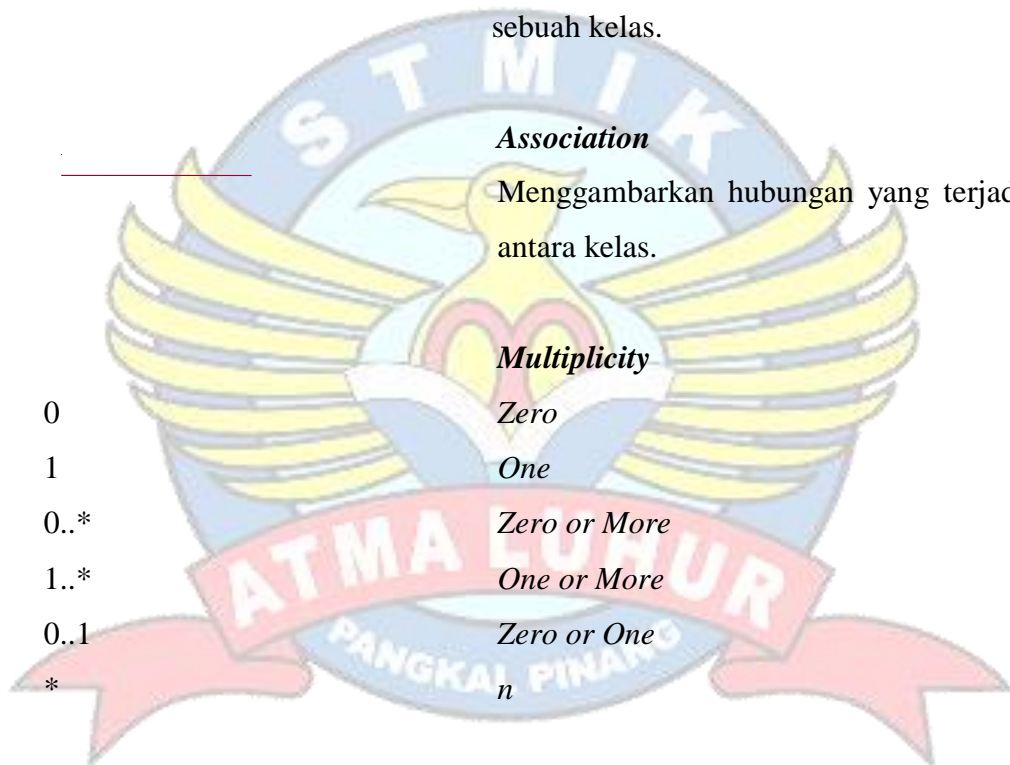 sebuah kelas.
STMIK
Association
Menggambarkan hubungan yang terjad
antara kelas.
Multiplicity
0 Zero
1 One
0..* Zero or More
1..* One or More
0..1 Zero or One
* n
ATMA LUHUR
PANGKAL PINANG